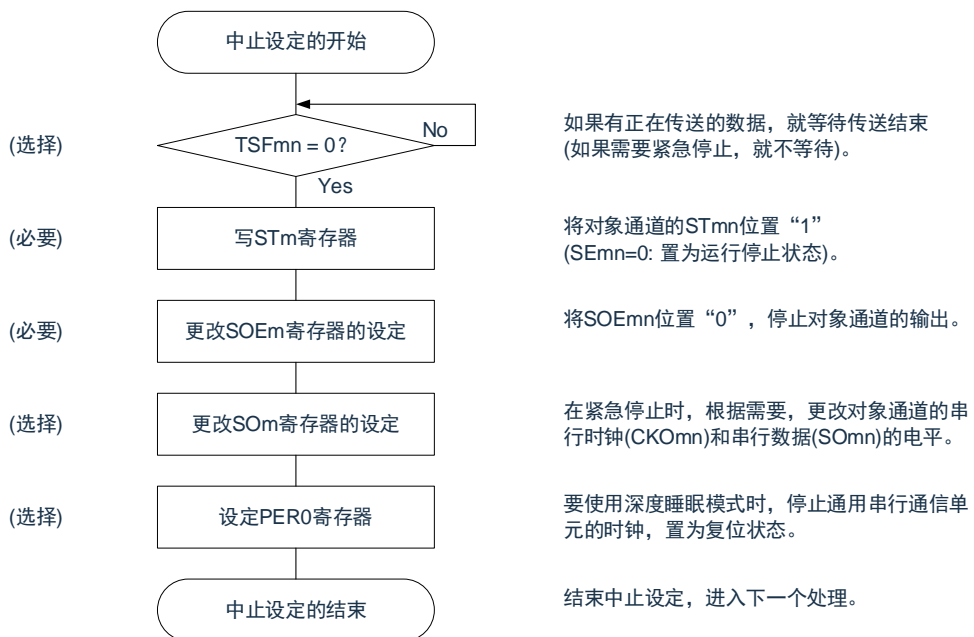 中止设定的开始
(选择)
TSFmn = 0?
No
Yes
如果有正在传送的数据，就等待传送结束
(如果需要紧急停止，就不等待)。
(必要)
写STm寄存器
将对象通道的STmn位置“1”
(SEmn=0: 置为运行停止状态)。
(必要)
更改SOEm寄存器的设定
将SOEmn位置“0”，停止对象通道的输出。
(选择)
更改SOm寄存器的设定
在紧急停止时，根据需要，更改对象通道的串
行时钟(CKOmn)和串行数据(SOmn)的电平。
(选择)
设定PER0寄存器
要使用深度睡眠模式时，停止通用串行通信单
元的时钟，置为复位状态。
中止设定的结束
结束中止设定，进入下一个处理。